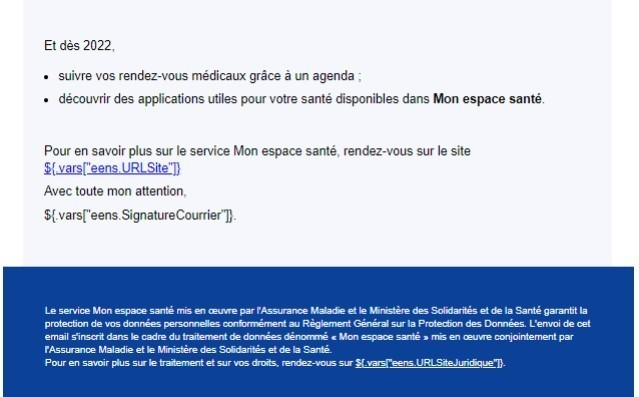 Et dès 2022,
• suivre vos rendez-vous médicaux grâce à un agenda ;
• découvrir des applications utiles pour votre santé disponibles dans Mon espace santé.
Pour en savoir plus sur le service Mon espace santé, rendez-vous sur le site
${.vars["eens.URLSite"]}
Avec toute mon attention,
${.vars["eens.SignatureCourrier"]}.
Le service Mon espace santé mis en œuvre par l'Assurance Maladie et le Ministère des Solidarités et de la Santé garantit la
protection de vos données personnelles conformément au Règlement Général sur la Protection des Données. L'envoi de cet
email s'inscrit dans le cadre du traitement de données dénommé « Mon espace santé » mis en œuvre conjointement par
l'Assurance Maladie et le Ministère des Solidarités et de la Santé.
Pour en savoir plus sur le traitement et sur vos droits, rendez-vous sur ${.vars["eens.URLSiteJuridique"]}.